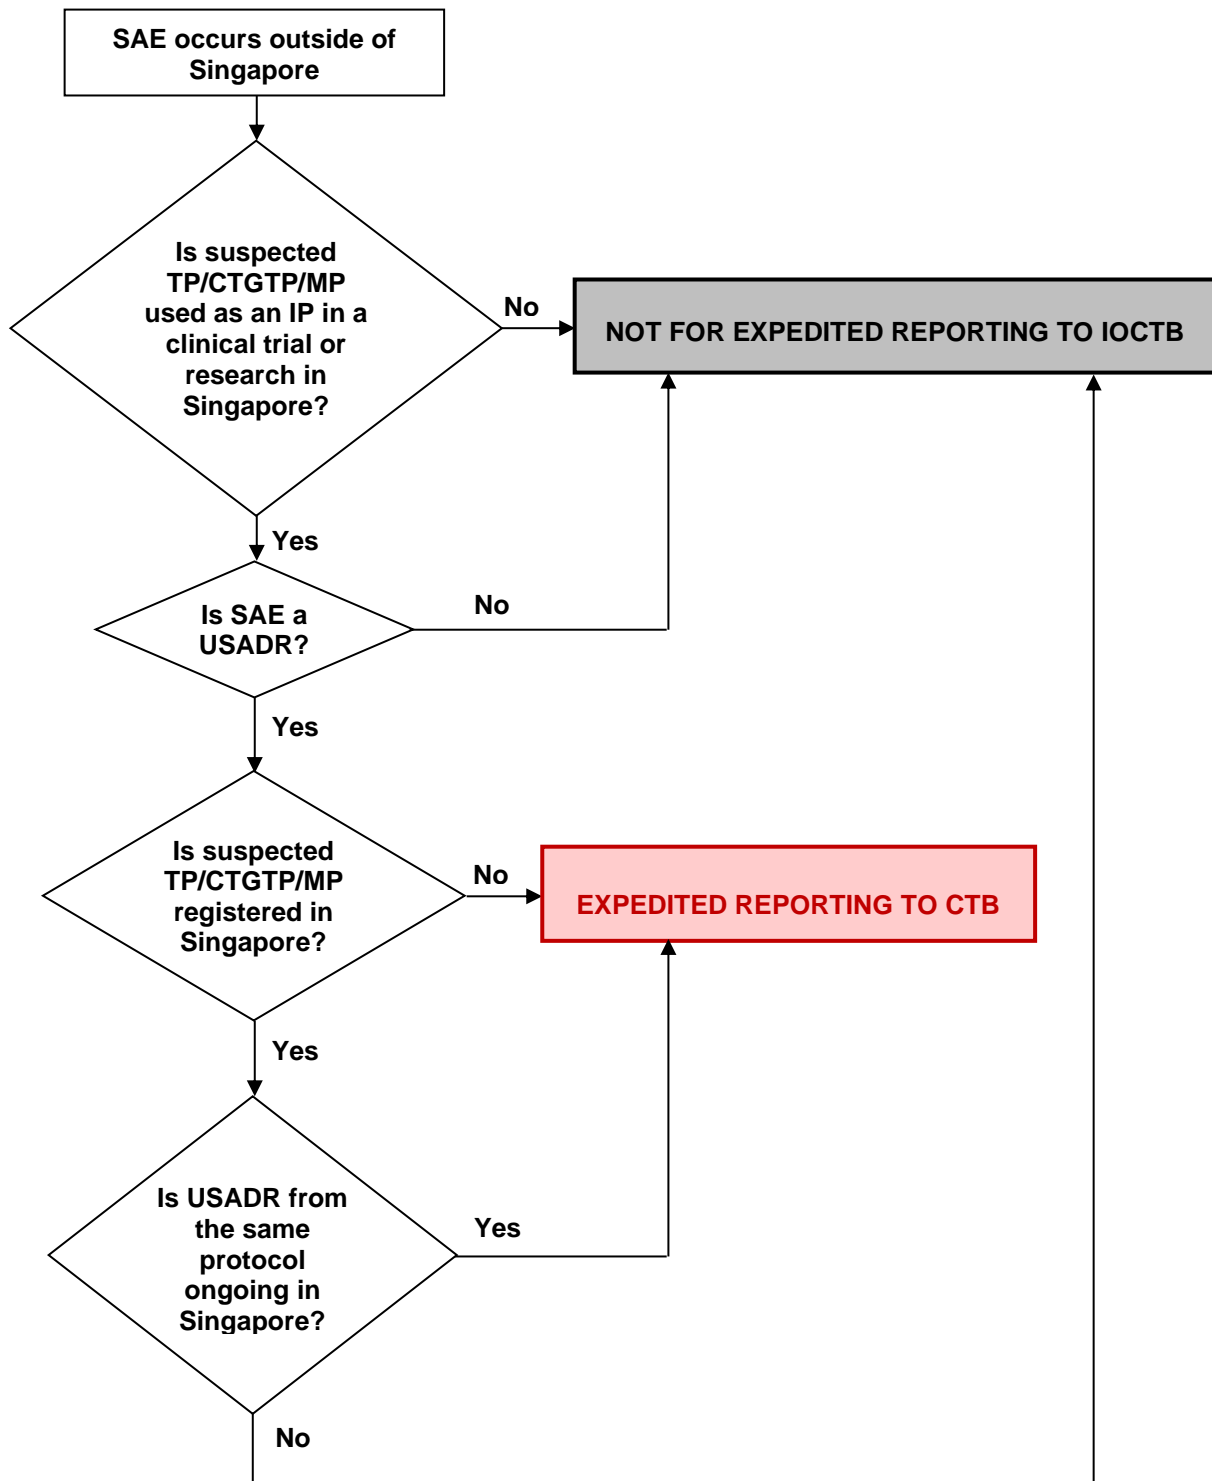 SAE occurs outside of
Singapore
Is suspected
TP/CTGTP/MP
used as an IP in a
clinical trial or
research in
Singapore?
No
NOT FOR EXPEDITED REPORTING TO IOCTB
Yes
Is SAE a
USADR?
No
Yes
Is suspected
TP/CTGTP/MP
registered in
Singapore?
No
EXPEDITED REPORTING TO CTB
Yes
Is USADR from
the same
protocol
ongoing in
Singapore?
Yes
No